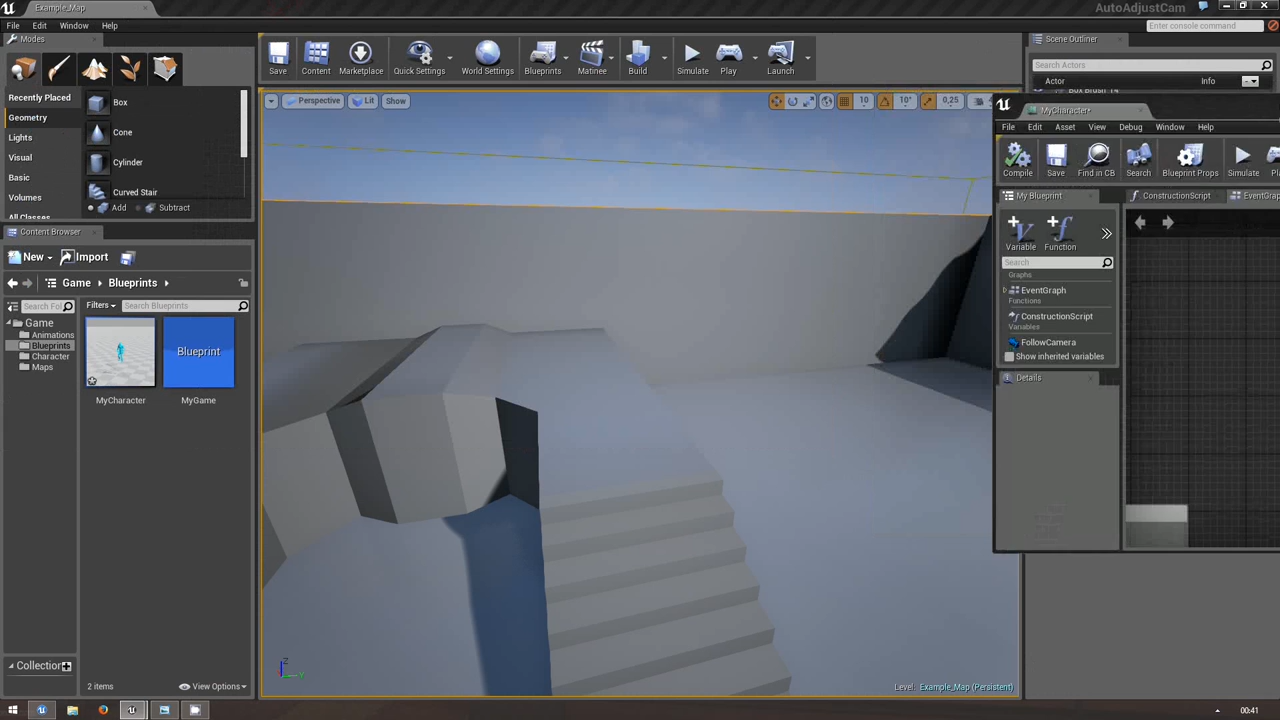 Example_Map
AutoAdjustCam
File Edit Window Help
Enter console command
Modes
Save Content Marketplace Quick Settings World Settings Blueprints Matinee Build Simulate Play Launch
Scene Outliner
Search Actors
Actor Info
Recently Placed
Geometry
Lights
Visual
Basic
Volumes
All Classes
Box
Cone
Cylinder
Curved Stair
Add Subtract
Perspective Lit Show
10 10° 0,25
MyCharacter*
File Edit Asset View Debug Window Help
Compile Save Find in CB Search Blueprint Props Simulate
My Blueprint
ConstructionScript
Variable Function
Search
Graphs
EventGraph
Functions
ConstructionScript
Variables
FollowCamera
Show inherited variables
Details
Content Browser
New Import
Game Blueprints
Filters Search Blueprints
Game
Animations
Blueprints
Character
Maps
Blueprint
MyCharacter MyGame
Collection
2 items View Options
Z
Y
Level: Example_Map (Persistent)
00:41